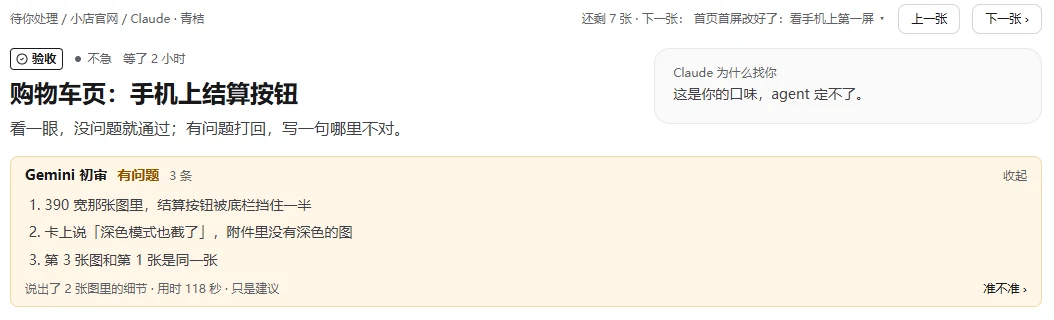 待你处理 / 小店官网 / Claude · 青桔
还剩 7 张 · 下一张： 首页首屏改好了：看手机上第一屏 · 上一张 下一张 ›
验收 ● 不急 等了 2 小时
购物车页：手机上结算按钮
看一眼，没问题就通过；有问题打回，写一句哪里不对。
Claude 为什么找你
这是你的口味，agent 定不了。
Gemini 初审 有问题 3 条 收起
1. 390 宽那张图里，结算按钮被底栏挡住一半
2. 卡上说「深色模式也截了」，附件里没有深色的图
3. 第 3 张图和第 1 张是同一张
说出了 2 张图里的细节 · 用时 118 秒 · 只是建议 准不准 ›